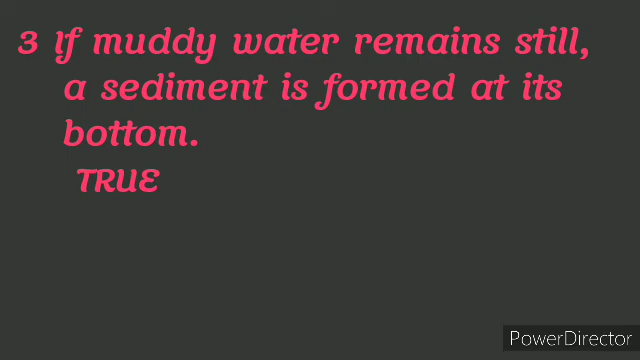 3 If muddy water remains still,
a sediment is formed at its
bottom.
TRUE
PowerDirector